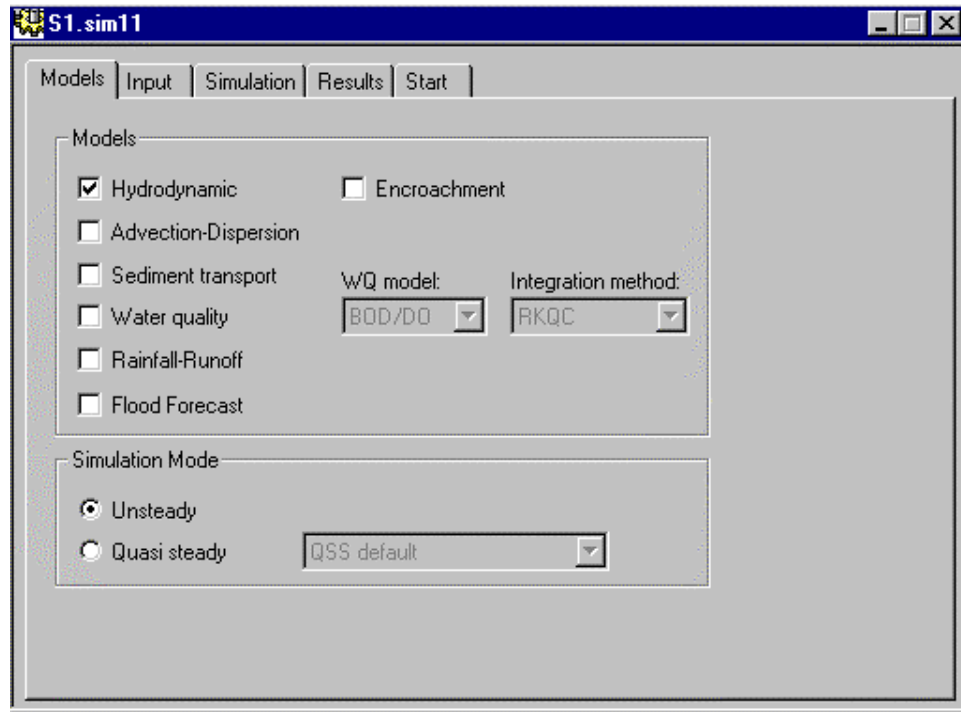 S1.sim11
Models Input Simulation Results Start
Models
Hydrodynamic Encroachment
Advection-Dispersion
Sediment transport WQ model: Integration method:
Water quality BOD/DO RKQC
Rainfall-Runoff
Flood Forecast
Simulation Mode
Unsteady
Quasi steady QSS default